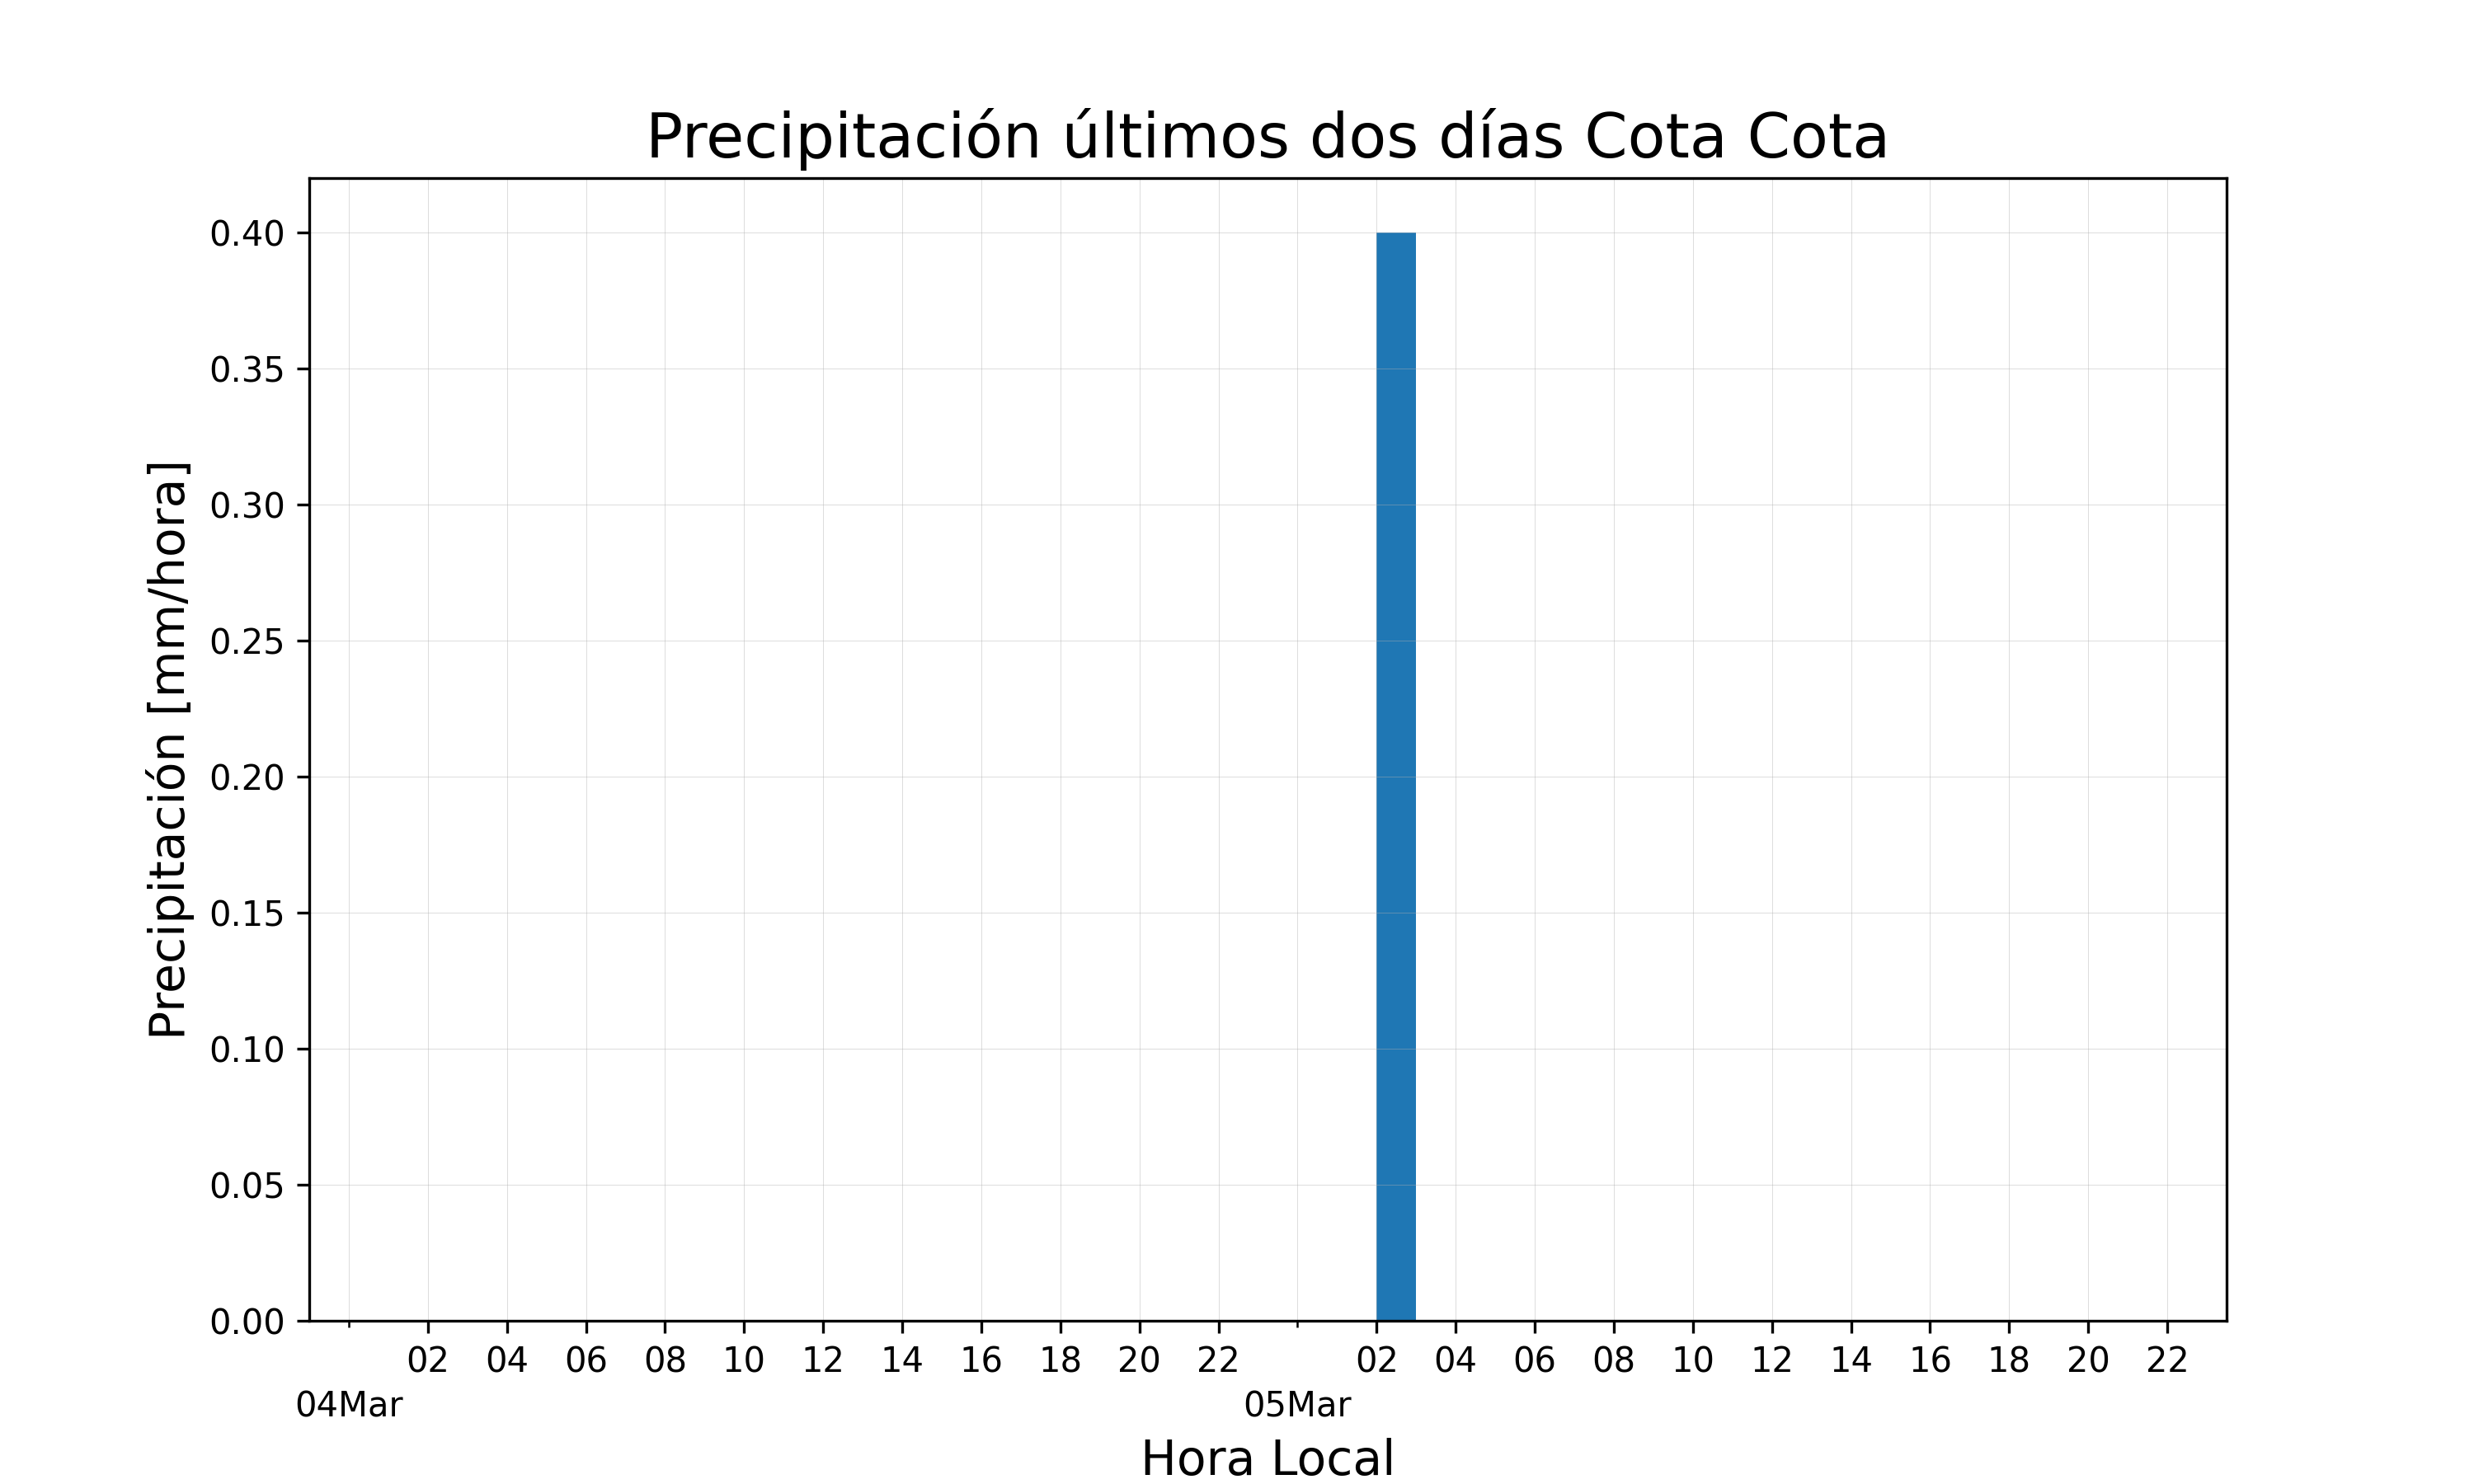 Precipitación últimos dos días Cota Cota
Precipitación [mm/hora]
0.40
0.35
0.30
0.25
0.20
0.15
0.10
0.05
0.00
02 04 06 08 10 12 14 16 18 20 22 02 04 06 08 10 12 14 16 18 20 22
04Mar 05Mar
Hora Local